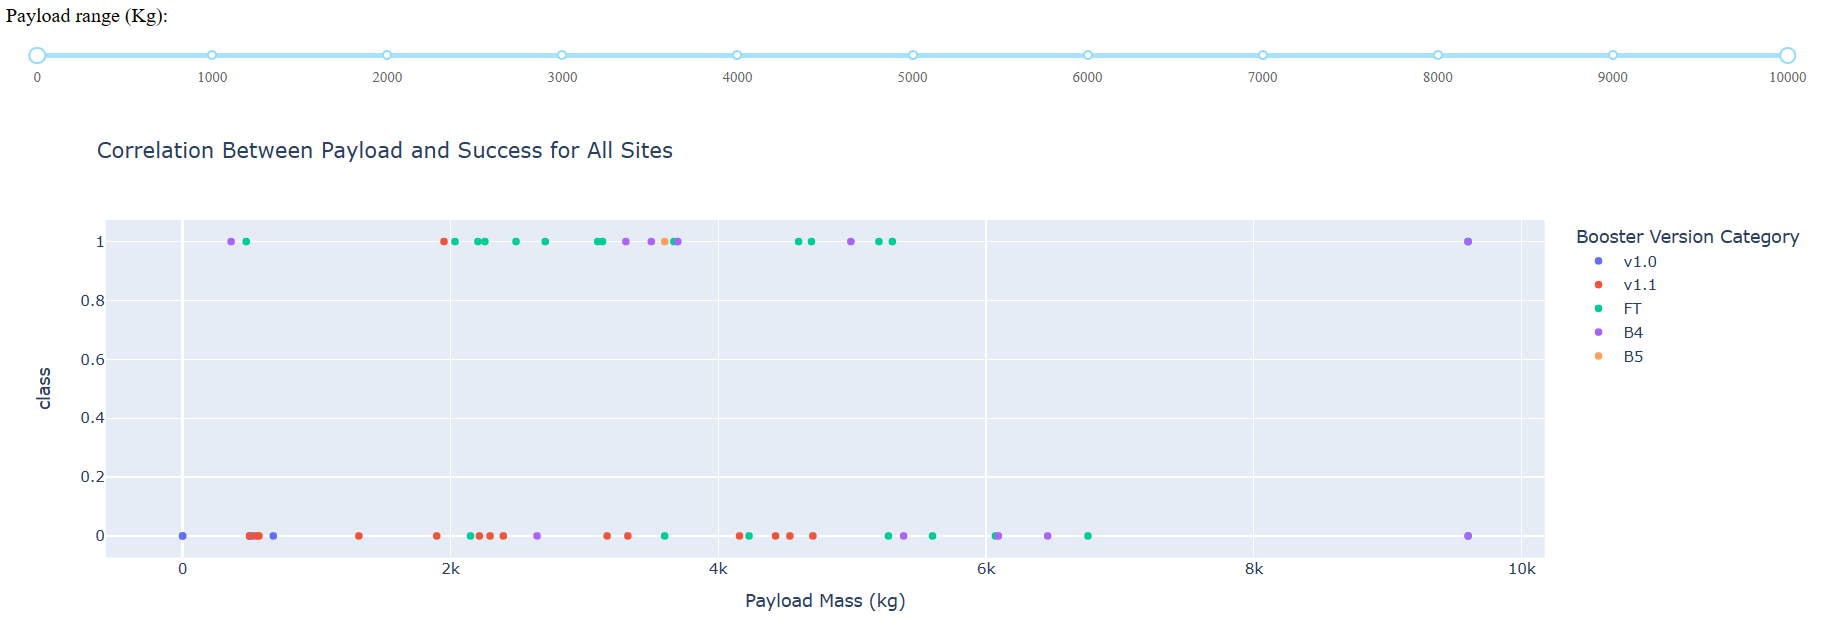 Payload range (Kg):
0 1000 2000 3000 4000 5000 6000 7000 8000 9000 10000
Correlation Between Payload and Success for All Sites
Booster Version Category
v1.0
v1.1
FT
B4
B5
class
1
0.8
0.6
0.4
0.2
0
0 2k 4k 6k 8k 10k
Payload Mass (kg)